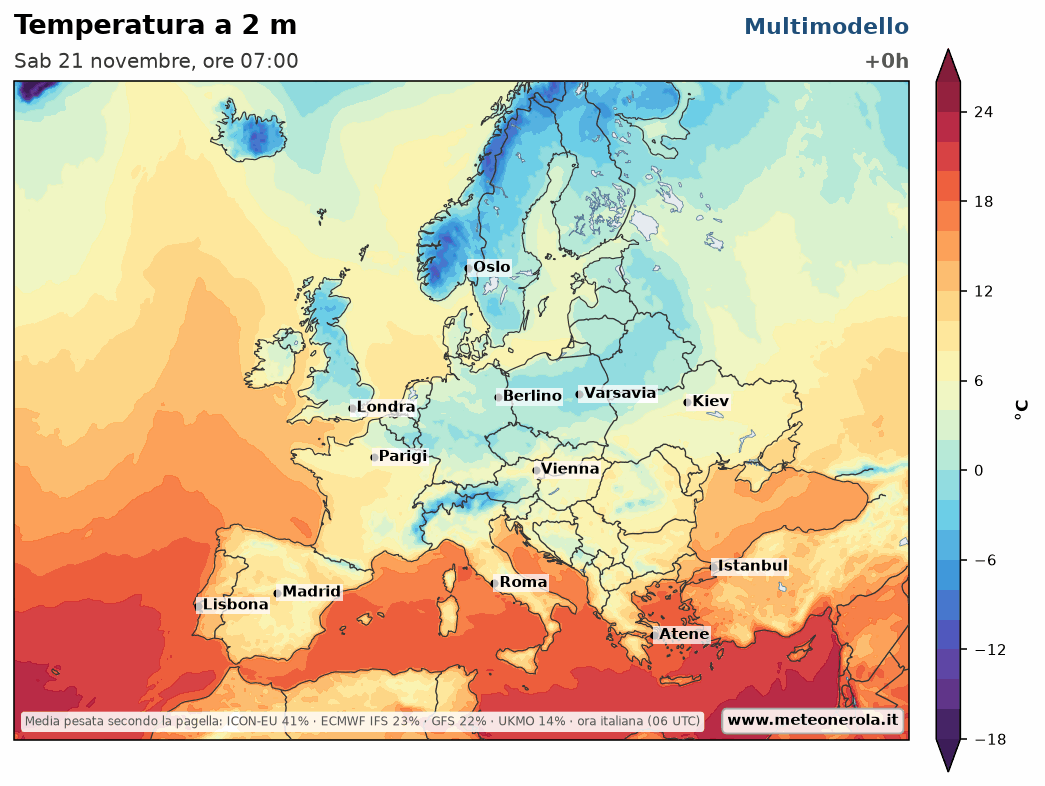 Temperatura a 2 m
Multimodello
Sab 21 novembre, ore 07:00
+0h
24
18
12
6
0
−6
−12
−18
°C
Oslo
Londra
Berlino
Varsavia
Kiev
Parigi
Vienna
Istanbul
Madrid
Roma
Lisbona
Atene
Media pesata secondo la pagella: ICON-EU 41% · ECMWF IFS 23% · GFS 22% · UKMO 14% · ora italiana (06 UTC)
www.meteonerola.it